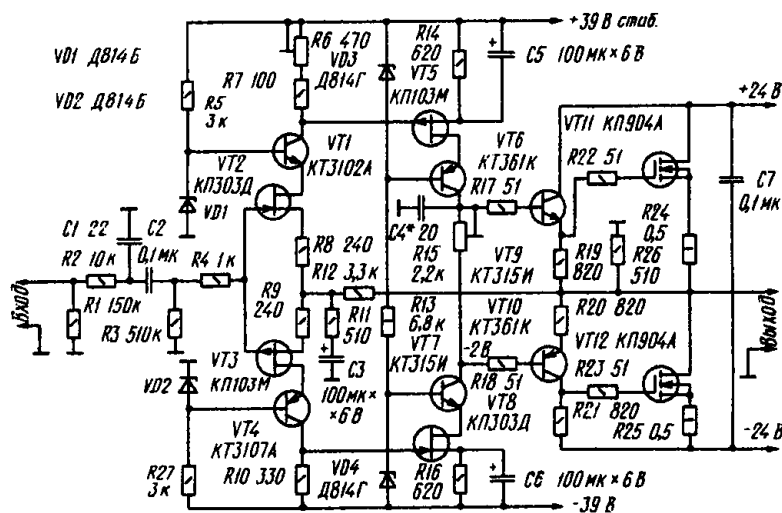 +39 В стаб.
R6 470
R14
620
VD1 Д814Б
VD3
Д814Г
VT5
КП103М
C5 100мк×6В
R7 100
VD2 Д814Б
R5
3к
+24 В
VT1
КТ3102А
VT6
КТ361К
VT11 КП904А
VT2
КП303Д
R22 51
R17 51
VD1
C7
0,1мк
C1 22
C2
0,1мк
C4* 20
R24
0,5
R2 10к
R4 1к
R8 240
R15
2,2к
VT9
КТ315И
R19
820
R26
510
R12 3,3к
Вход
R1 150к
R9
240
R13
6,8к
VT10
КТ361К
R20 820
Выход
R3 510к
R11
510
VT7
КТ315И
-2В
VT12 КП904А
VT3
КП103М
C3
100мк×
×6В
R18 51
R23 51
VD2
VT8
КП303Д
R21 820
R25 0,5
VT4
КТ3107А
-24 В
R27
3к
R10 330
VD4
Д814Г
R16
620
C6 100мк×6В
-39 В